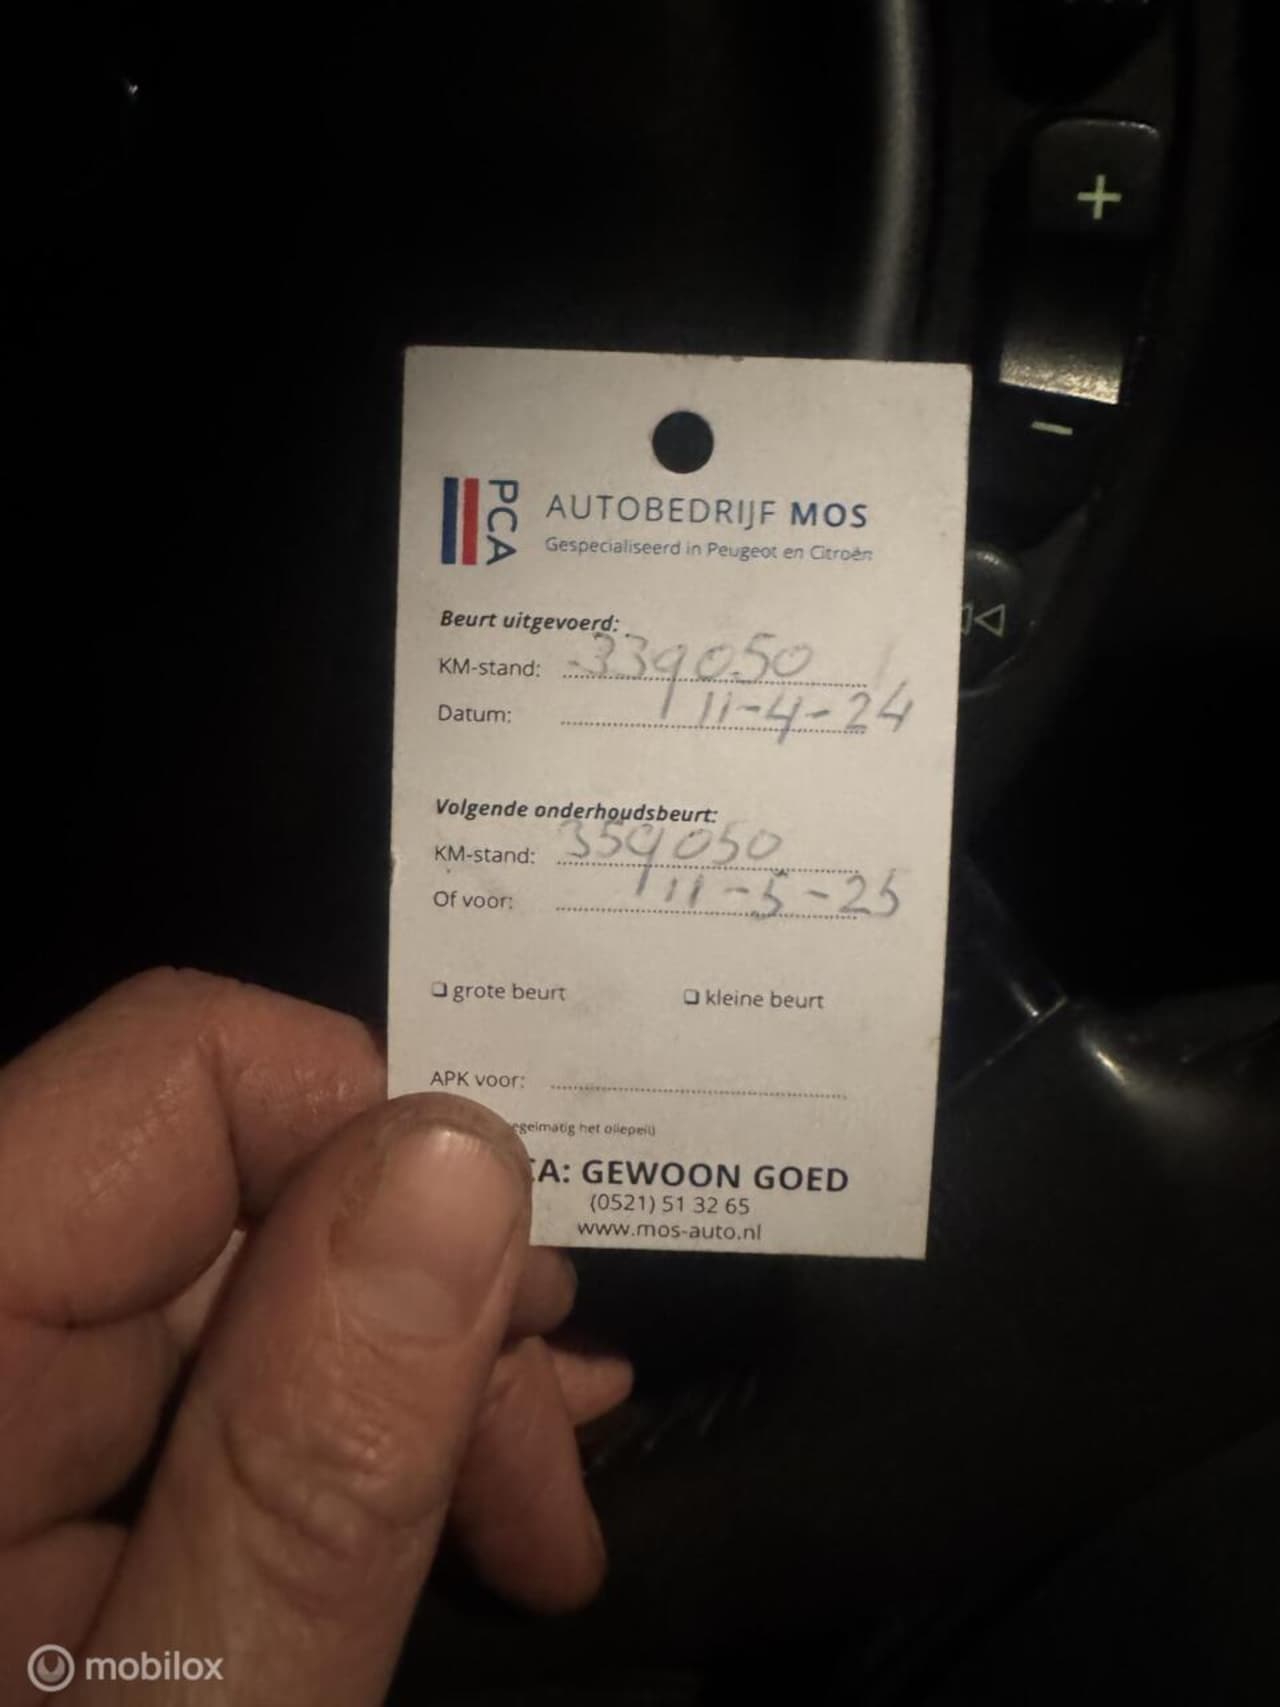 PCA
AUTOBEDRIJF MOS
Gespecialiseerd in Peugeot en Citroën
Beurt uitgevoerd:
KM-stand: 339050
Datum: 11-4-24
Volgende onderhoudsbeurt:
KM-stand: 359050
Of voor: 11-5-25
grote beurt kleine beurt
APK voor:
het oliepeil)
GEWOON GOED
(0521) 51 32 65
www.mos-auto.nl
mobilox